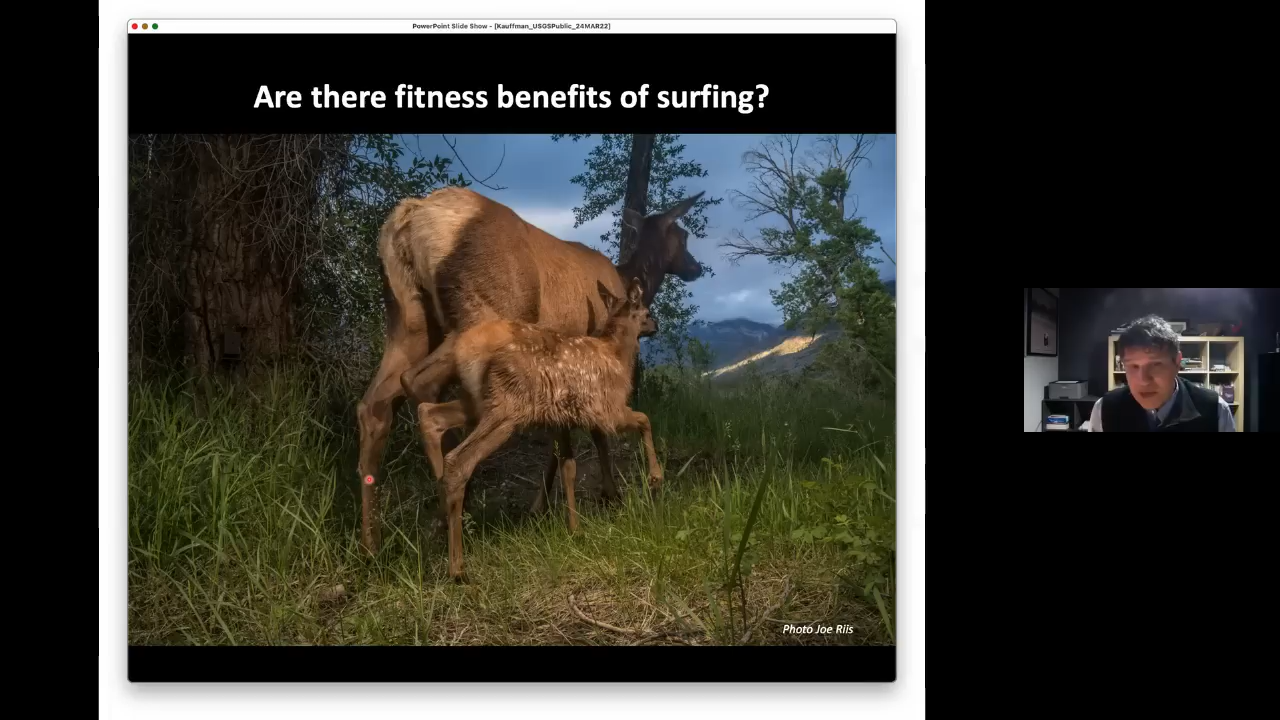 PowerPoint Slide Show - [Kauffman_USGSPublic_24MAR22]
Are there fitness benefits of surfing?
Photo Joe Riis